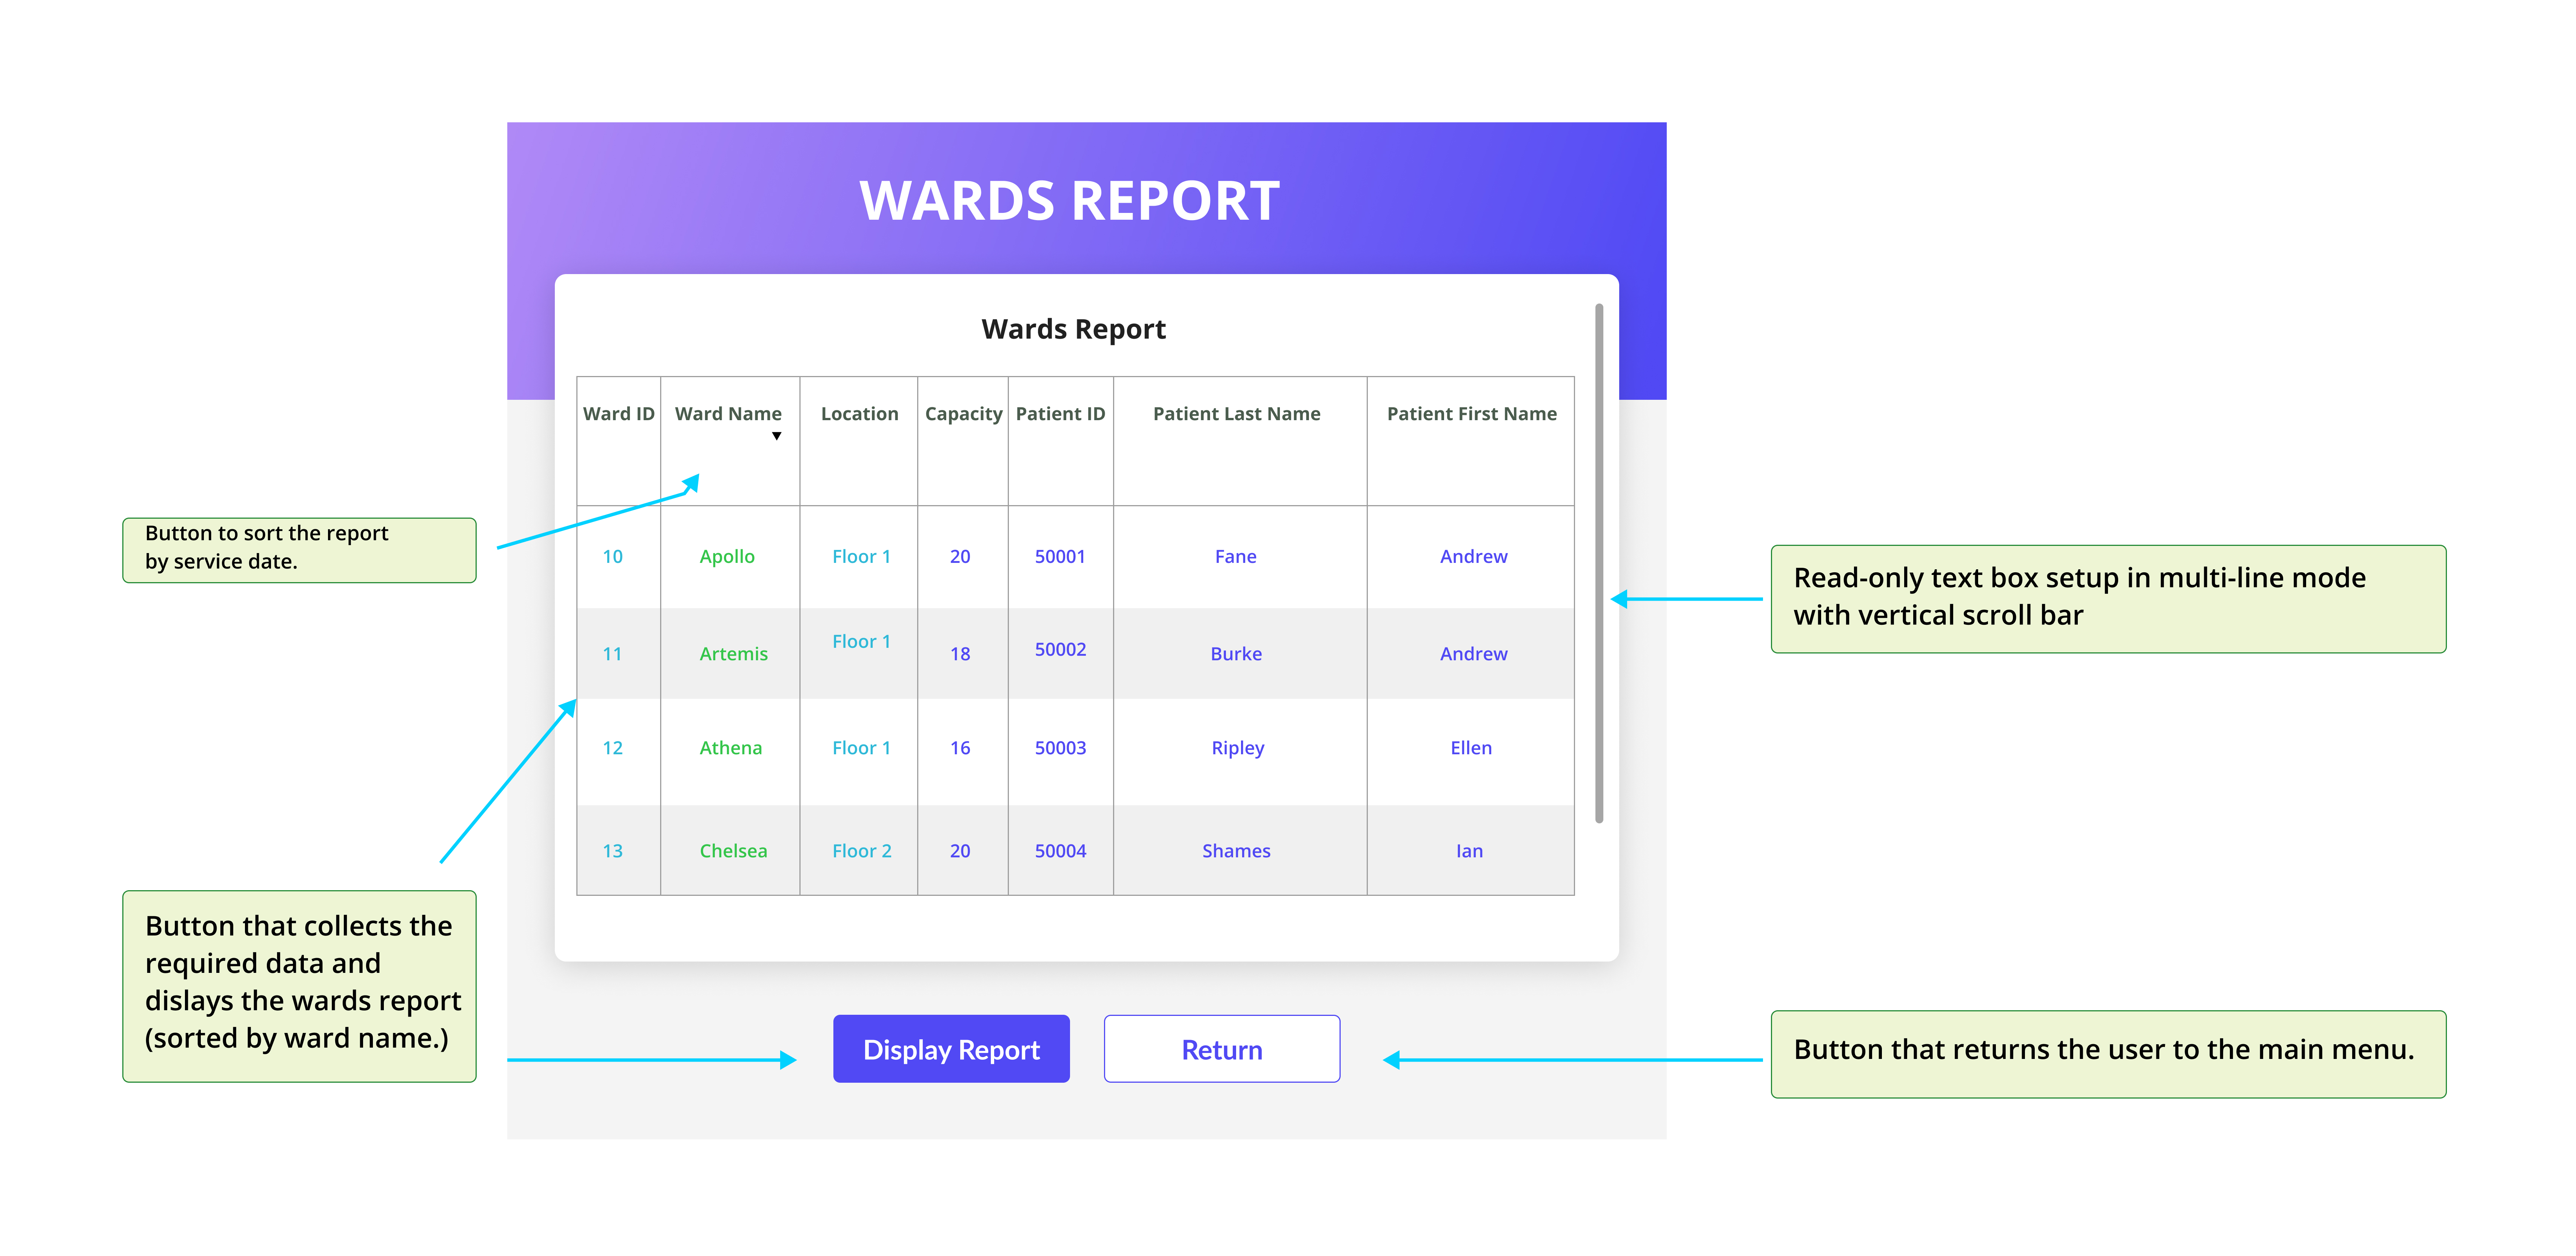 WARDS REPORT
Wards Report
Ward ID Ward Name Location Capacity Patient ID Patient Last Name Patient First Name
▼
10 Apollo Floor 1 20 50001 Fane Andrew
11 Artemis Floor 1 18 50002 Burke Andrew
12 Athena Floor 1 16 50003 Ripley Ellen
13 Chelsea Floor 2 20 50004 Shames Ian
Display Report Return
Button to sort the report
by service date.
Button that collects the
required data and
dislays the wards report
(sorted by ward name.)
Read-only text box setup in multi-line mode
with vertical scroll bar
Button that returns the user to the main menu.